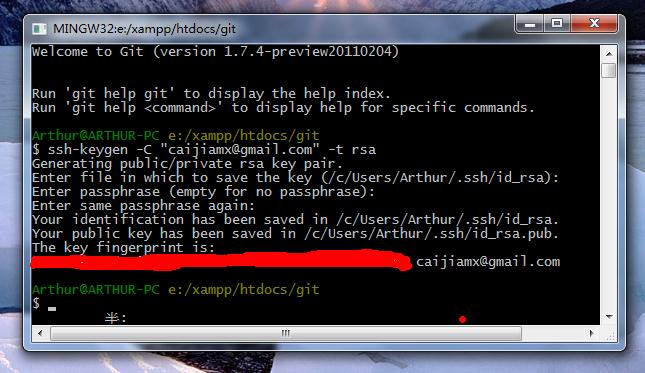 MINGW32:e:/xampp/htdocs/git
Welcome to Git (version 1.7.4-preview20110204)
Run 'git help git' to display the help index.
Run 'git help <command>' to display help for specific commands.
Arthur@ARTHUR-PC e:/xampp/htdocs/git
$ ssh-keygen -C "caijiamx@gmail.com" -t rsa
Generating public/private rsa key pair.
Enter file in which to save the key (/c/Users/Arthur/.ssh/id_rsa):
Enter passphrase (empty for no passphrase):
Enter same passphrase again:
Your identification has been saved in /c/Users/Arthur/.ssh/id_rsa.
Your public key has been saved in /c/Users/Arthur/.ssh/id_rsa.pub.
The key fingerprint is:
caijiamx@gmail.com
Arthur@ARTHUR-PC e:/xampp/htdocs/git
$
半: